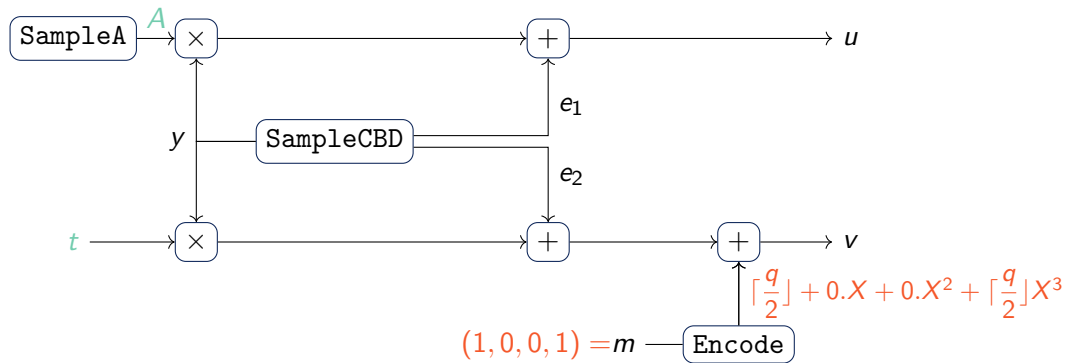 A
SampleA × + u
e₁
y SampleCBD
e₂
t × + + v
⌈q/2⌋ + 0.X + 0.X² + ⌈q/2⌋X³
(1, 0, 0, 1) =m Encode